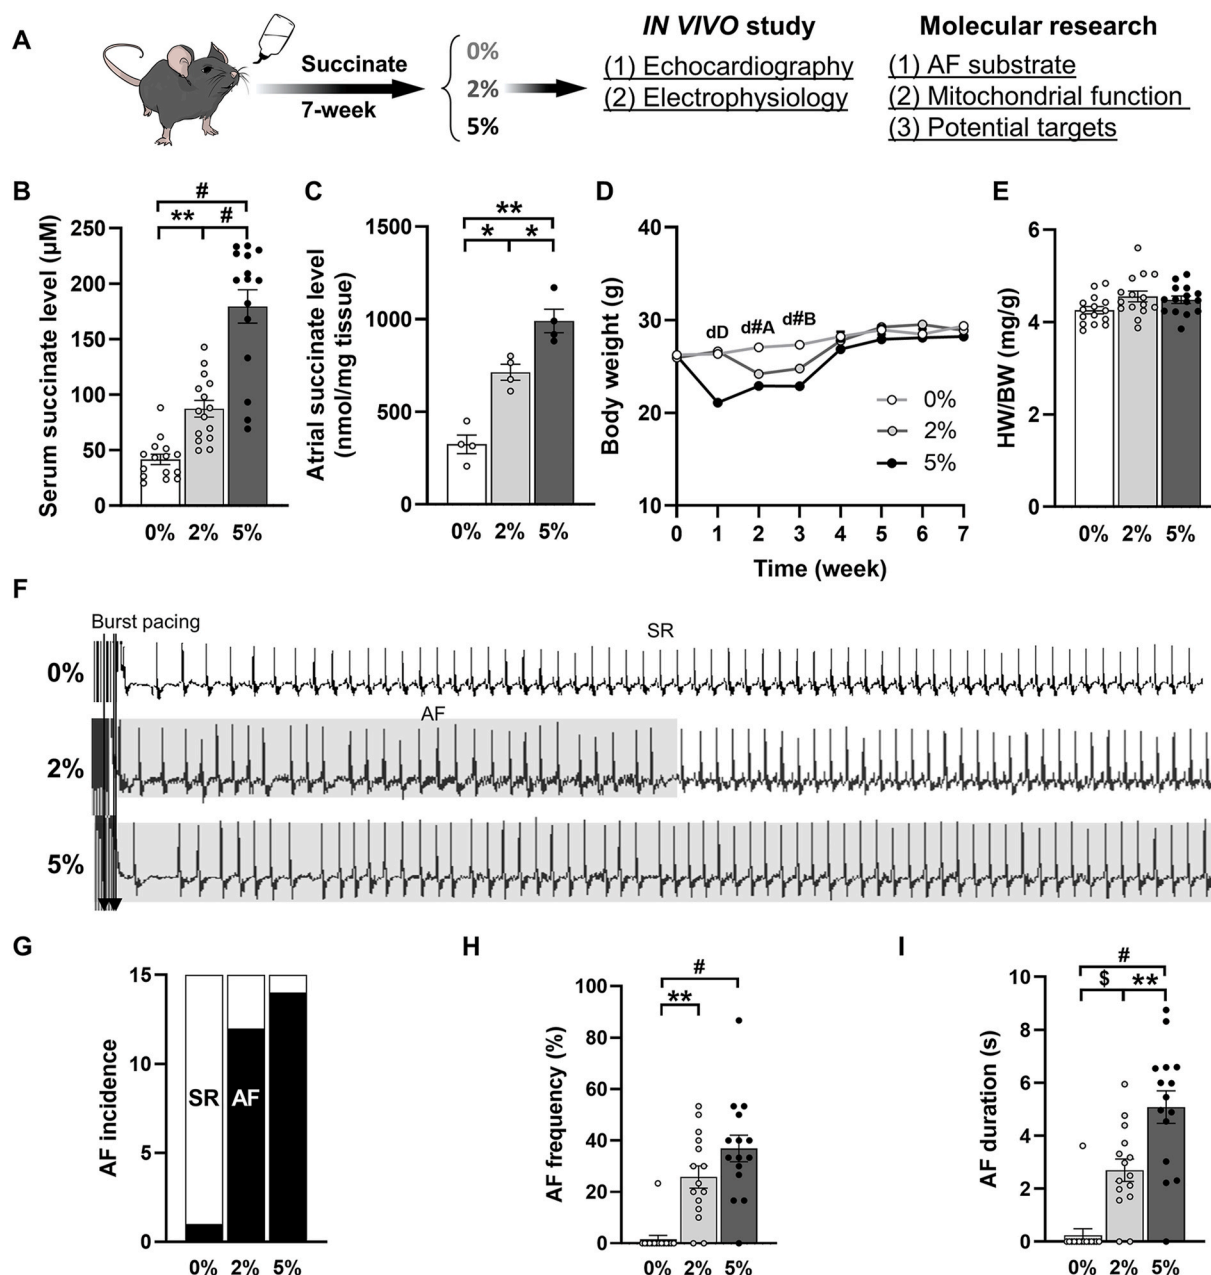 A
Succinate
7-week
0%
2%
5%
IN VIVO study
(1) Echocardiography
(2) Electrophysiology
Molecular research
(1) AF substrate
(2) Mitochondrial function
(3) Potential targets
B
Serum succinate level (µM)
250
200
150
100
50
0
#
** #
0% 2% 5%
C
Atrial succinate level
(nmol/mg tissue)
1500
1000
500
0
**
* *
0% 2% 5%
D
Body weight (g)
40
30
20
10
dD d#A d#B
0%
2%
5%
0 1 2 3 4 5 6 7
Time (week)
E
HW/BW (mg/g)
6
4
2
0
0% 2% 5%
F
Burst pacing
SR
0%
AF
2%
5%
G
AF incidence
15
10
5
0
SR AF
0% 2% 5%
H
AF frequency (%)
100
80
60
40
20
0
#
**
0% 2% 5%
I
AF duration (s)
10
8
6
4
2
0
#
$ **
0% 2% 5%